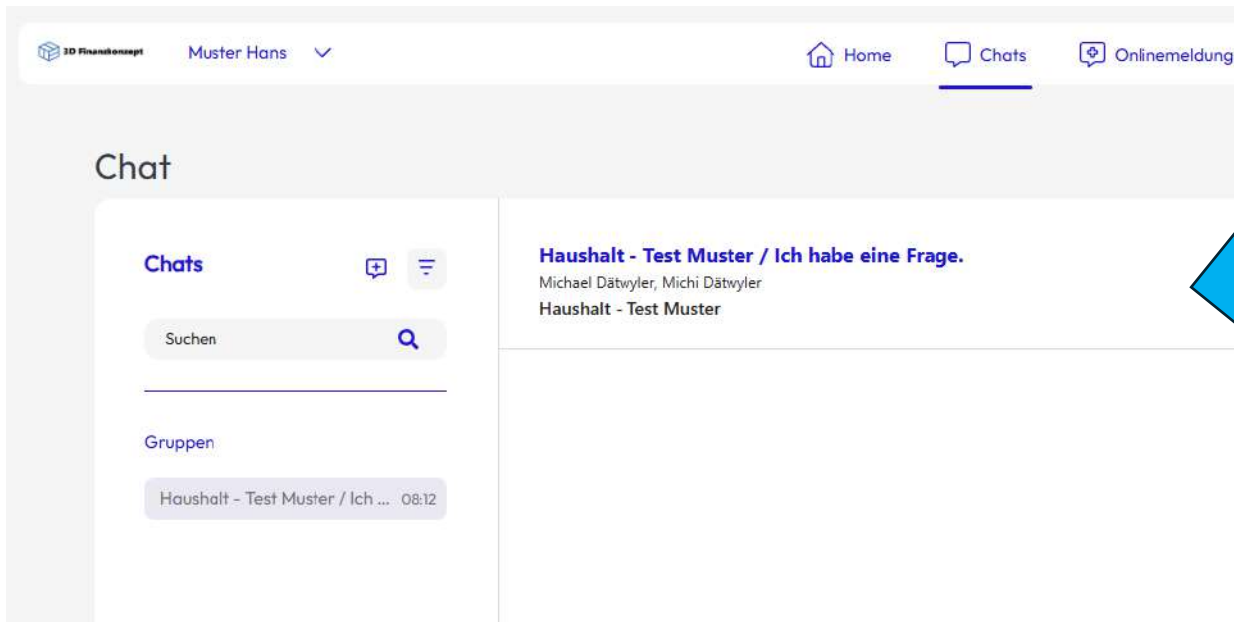 3D Finanzkonzept
Muster Hans
Home
Chats
Onlinemeldung
Chat
Chats
Suchen
Gruppen
Haushalt - Test Muster / Ich ... 08:12
Haushalt - Test Muster / Ich habe eine Frage.
Michael Dätwyler, Michi Dätwyler
Haushalt - Test Muster